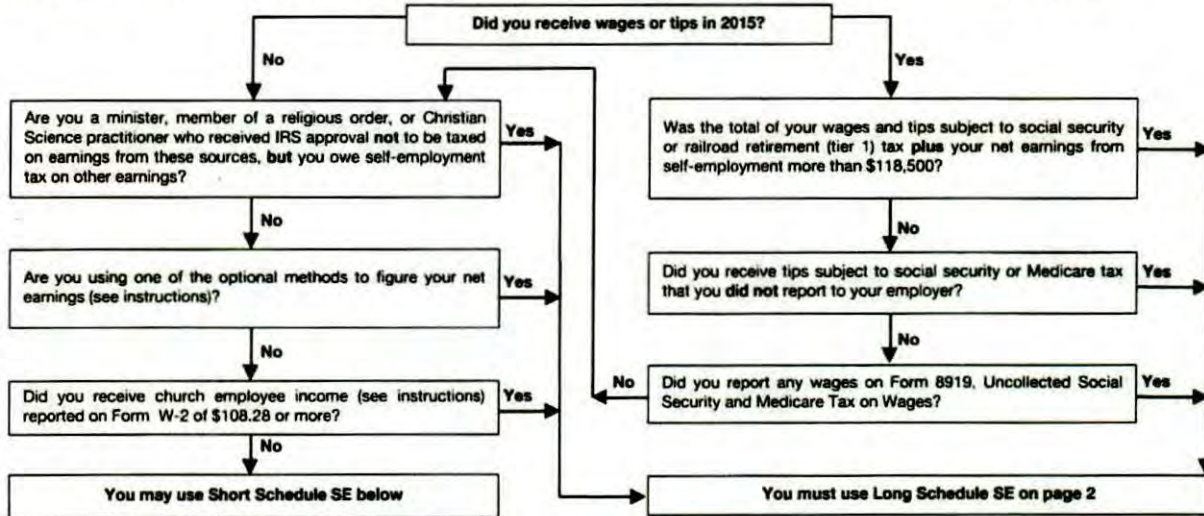 Did you receive wages or tips in 2015?
No
Yes
Are you a minister, member of a religious order, or Christian
Science practitioner who received IRS approval not to be taxed
on earnings from these sources, but you owe self-employment
tax on other earnings?
Yes
Was the total of your wages and tips subject to social security
or railroad retirement (tier 1) tax plus your net earnings from
self-employment more than $118,500?
Yes
No
No
Are you using one of the optional methods to figure your net
earnings (see instructions)?
Yes
Did you receive tips subject to social security or Medicare tax
that you did not report to your employer?
Yes
No
No
Did you receive church employee income (see instructions)
reported on Form W-2 of $108.28 or more?
Yes
No
Did you report any wages on Form 8919, Uncollected Social
Security and Medicare Tax on Wages?
Yes
No
You may use Short Schedule SE below
You must use Long Schedule SE on page 2